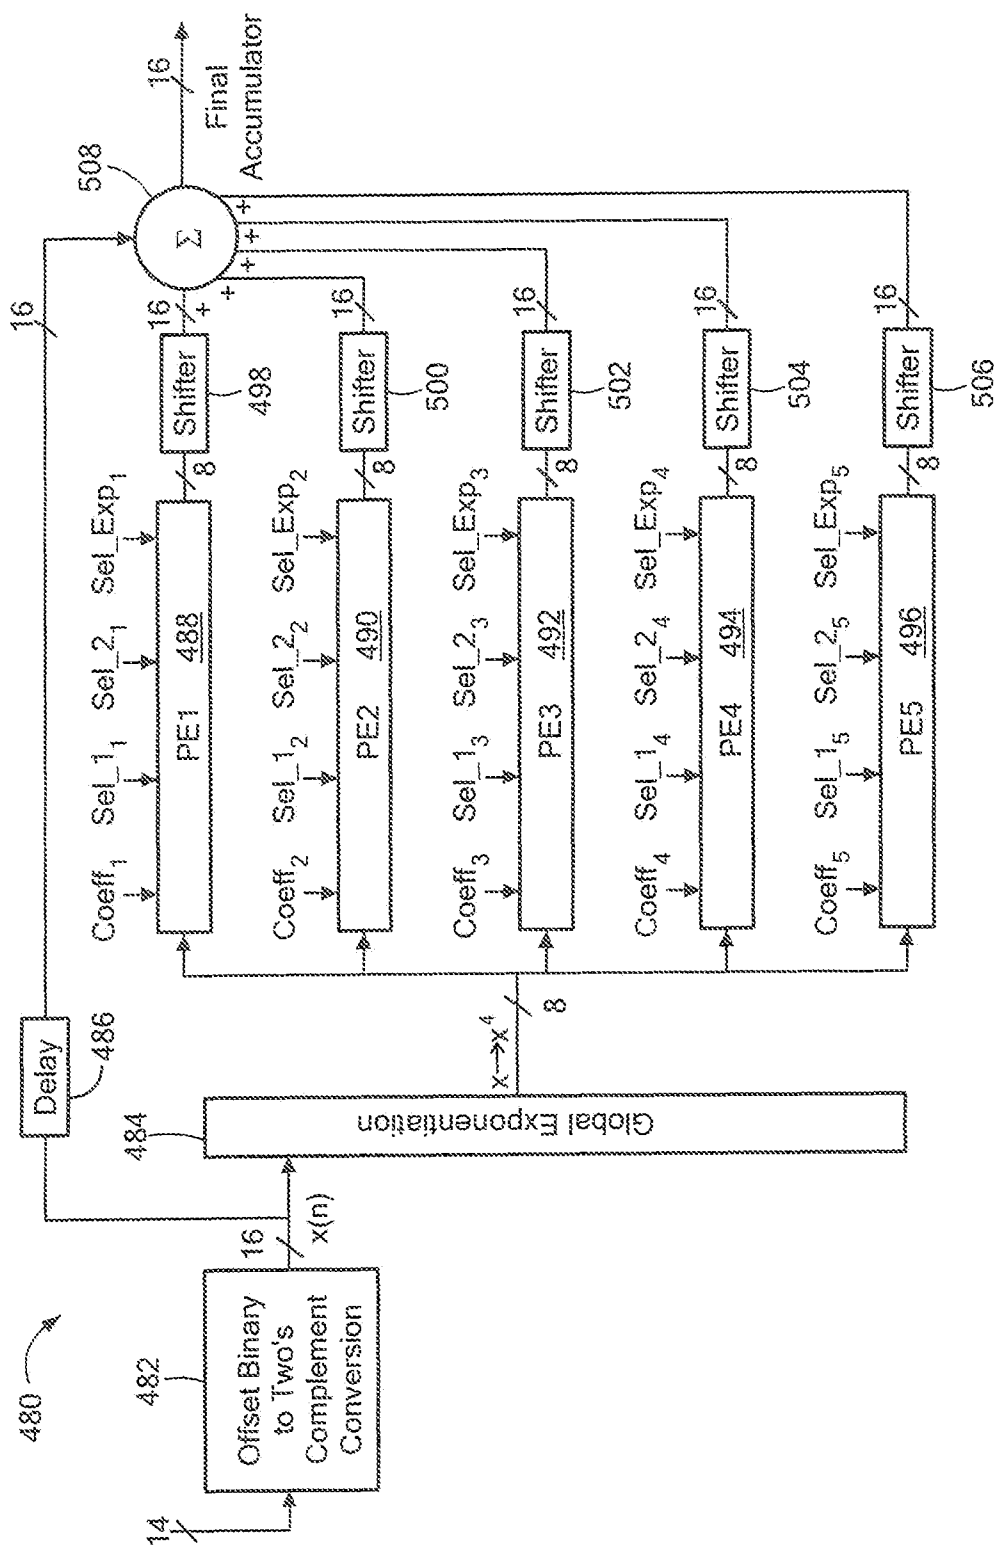 480
14
Offset Binary
to Two's
Complement
Conversion
482
16
x(n)
Delay
486
16
484
Global Exponentiation
x→x⁴
8
Coeff₁
Sel_1₁
Sel_2₁
Sel_Exp₁
PE1
488
8
Shifter
498
16
+
Coeff₂
Sel_1₂
Sel_2₂
Sel_Exp₂
PE2
490
8
Shifter
500
16
+
Coeff₃
Sel_1₃
Sel_2₃
Sel_Exp₃
PE3
492
8
Shifter
502
16
+
Coeff₄
Sel_1₄
Sel_2₄
Sel_Exp₄
PE4
494
8
Shifter
504
16
+
Coeff₅
Sel_1₅
Sel_2₅
Sel_Exp₅
PE5
496
8
Shifter
506
16
+
Σ
508
16
Final
Accumulator